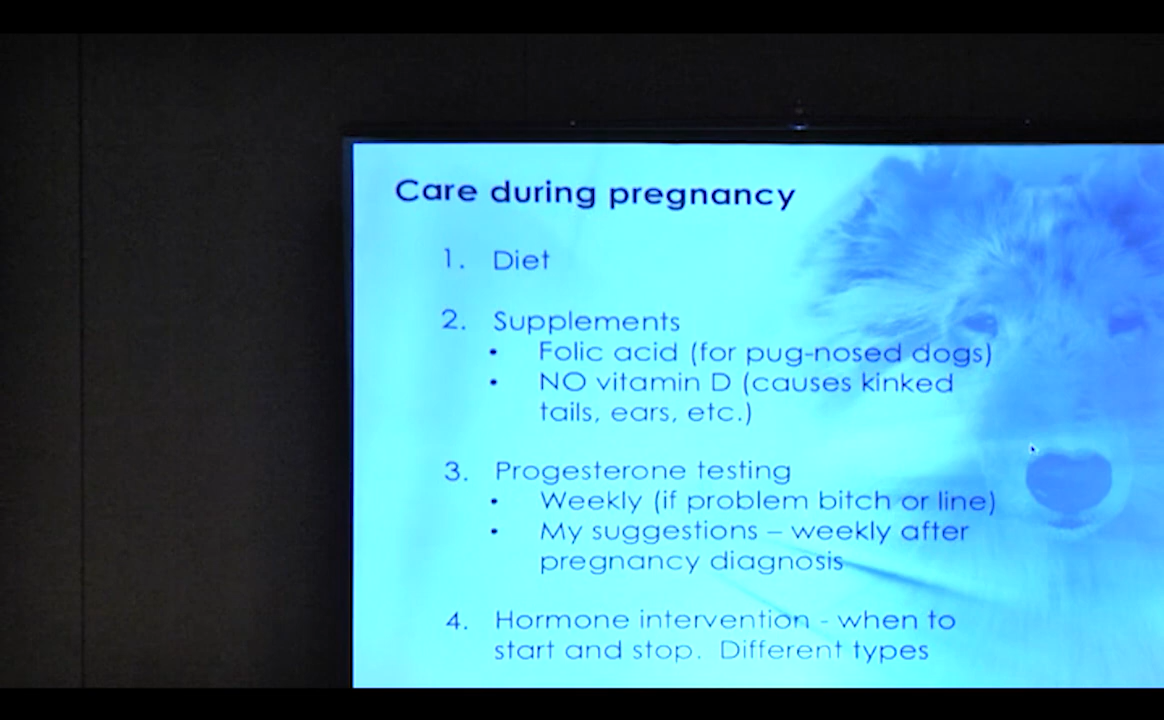 Care during pregnancy
1. Diet
2. Supplements
• Folic acid (for pug-nosed dogs)
• NO vitamin D (causes kinked
tails, ears, etc.)
3. Progesterone testing
• Weekly (if problem bitch or line)
• My suggestions – weekly after
pregnancy diagnosis
4. Hormone intervention - when to
start and stop. Different types